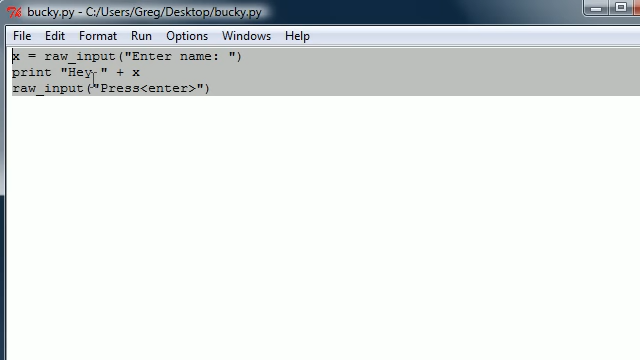 bucky.py - C:/Users/Greg/Desktop/bucky.py
File Edit Format Run Options Windows Help
x = raw_input("Enter name: ")
print "Hey " + x
raw_input("Press<enter>")